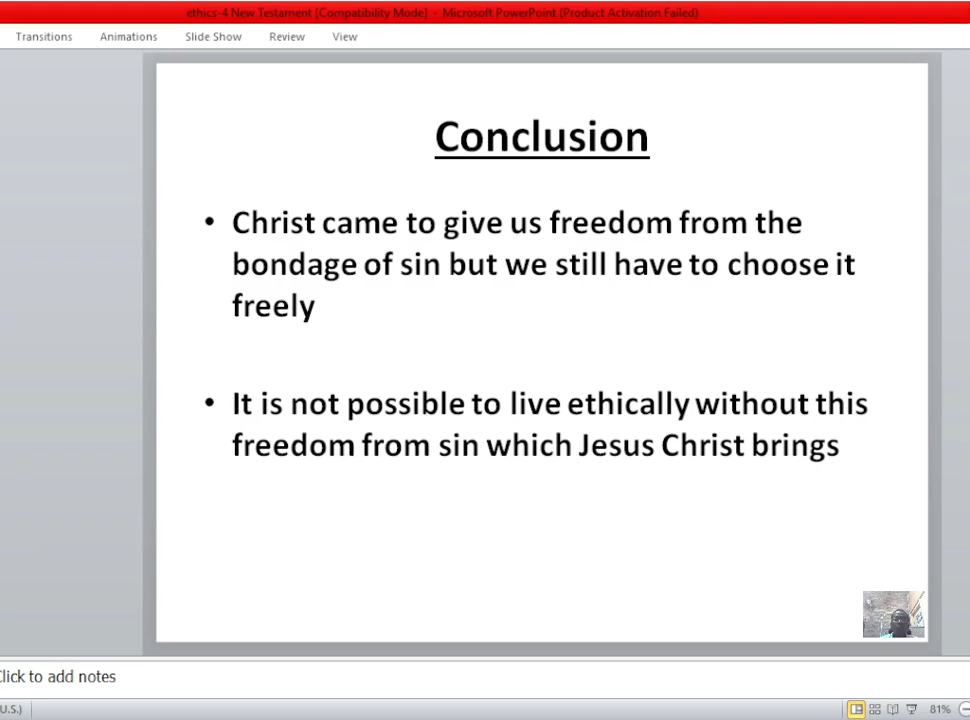 ethics-4 New Testament [Compatibility Mode] - Microsoft PowerPoint (Product Activation Failed)
Transitions Animations Slide Show Review View
Conclusion
• Christ came to give us freedom from the
bondage of sin but we still have to choose it
freely
• It is not possible to live ethically without this
freedom from sin which Jesus Christ brings
Click to add notes
U.S.) 81%